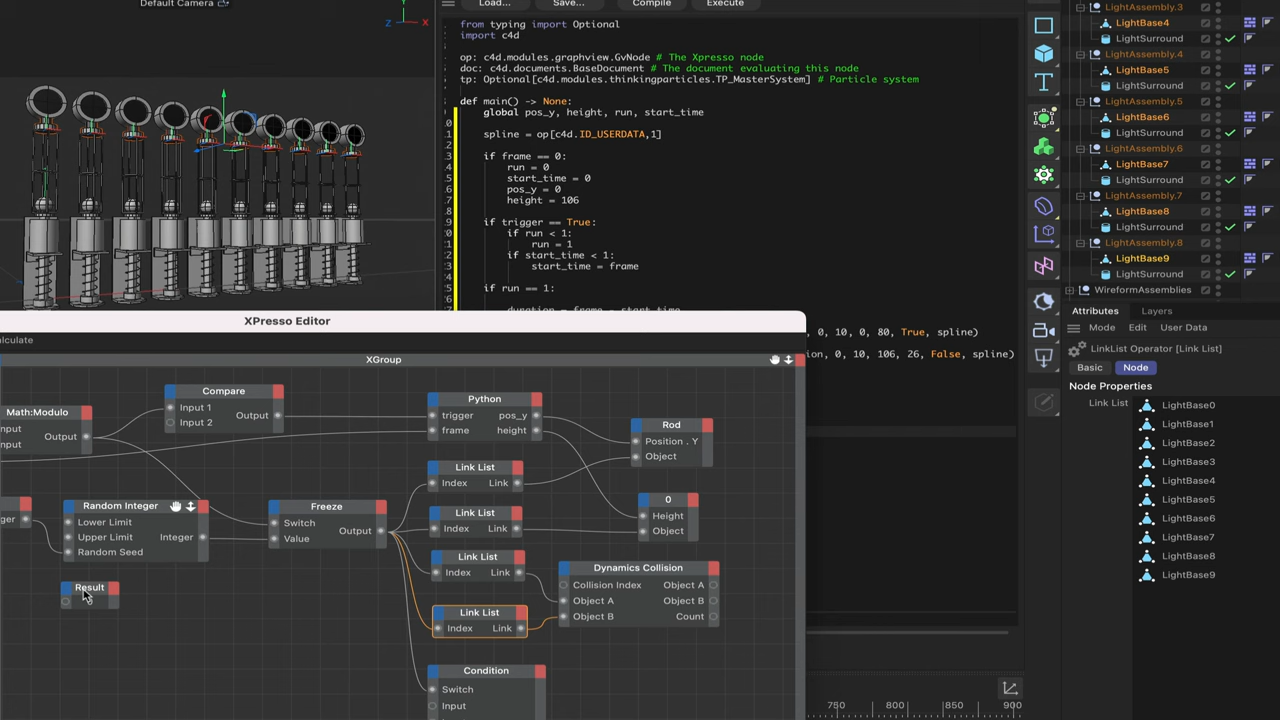 Default Camera
Z
X
Load...
Save...
Compile
Execute
from typing import Optional
import c4d
op: c4d.modules.graphview.GvNode # The Xpresso node
doc: c4d.documents.BaseDocument # The document evaluating this node
tp: Optional[c4d.modules.thinkingparticles.TP_MasterSystem] # Particle system
def main() -> None:
global pos_y, height, run, start_time
spline = op[c4d.ID_USERDATA,1]
if frame == 0:
run = 0
start_time = 0
pos_y = 0
height = 106
if trigger == True:
if run < 1:
run = 1
if start_time < 1:
start_time = frame
if run == 1:
duration = frame - start_time
, 0, 10, 0, 80, True, spline)
ion, 0, 10, 106, 26, False, spline)
LightAssembly.3
LightBase4
LightSurround
LightAssembly.4
LightBase5
LightSurround
LightAssembly.5
LightBase6
LightSurround
LightAssembly.6
LightBase7
LightSurround
LightAssembly.7
LightBase8
LightSurround
LightAssembly.8
LightBase9
LightSurround
WireformAssemblies
Attributes
Layers
Mode
Edit
User Data
LinkList Operator [Link List]
Basic
Node
Node Properties
Link List
LightBase0
LightBase1
LightBase2
LightBase3
LightBase4
LightBase5
LightBase6
LightBase7
LightBase8
LightBase9
XPresso Editor
alculate
XGroup
Math:Modulo
nput
Output
nput
Compare
Input 1
Output
Input 2
Python
trigger
pos_y
frame
height
Rod
Position . Y
Object
Link List
Index
Link
0
Height
Object
Link List
Index
Link
ger
Random Integer
Lower Limit
Upper Limit
Integer
Random Seed
Freeze
Switch
Output
Value
Link List
Index
Link
Dynamics Collision
Collision Index
Object A
Object A
Object B
Object B
Count
Result
Link List
Index
Link
Condition
Switch
Input
750
800
850
900